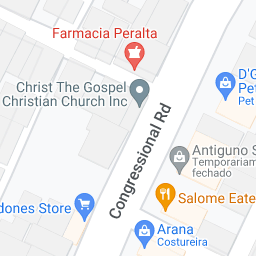 Farmacia Peralta
Christ The Gospel
Christian Church Inc
Congressional Rd
D'G
Pet
Pet
Antiguno S
Temporariam
fechado
Salome Eate
dones Store
Arana
Costureira